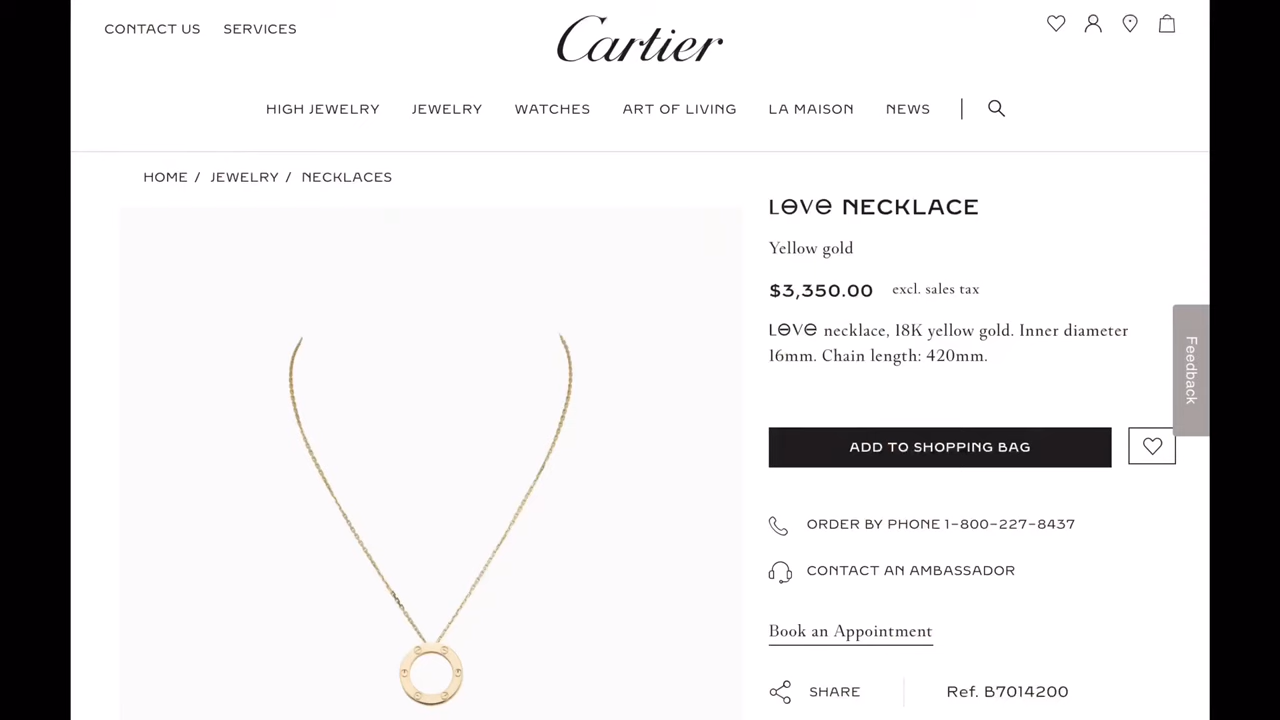 CONTACT US SERVICES
Cartier
HIGH JEWELRY JEWELRY WATCHES ART OF LIVING LA MAISON NEWS
HOME / JEWELRY / NECKLACES
LOVE NECKLACE
Yellow gold
$3,350.00 excl. sales tax
LOVE necklace, 18K yellow gold. Inner diameter
16mm. Chain length: 420mm.
Feedback
ADD TO SHOPPING BAG
ORDER BY PHONE 1-800-227-8437
CONTACT AN AMBASSADOR
Book an Appointment
SHARE
Ref. B7014200